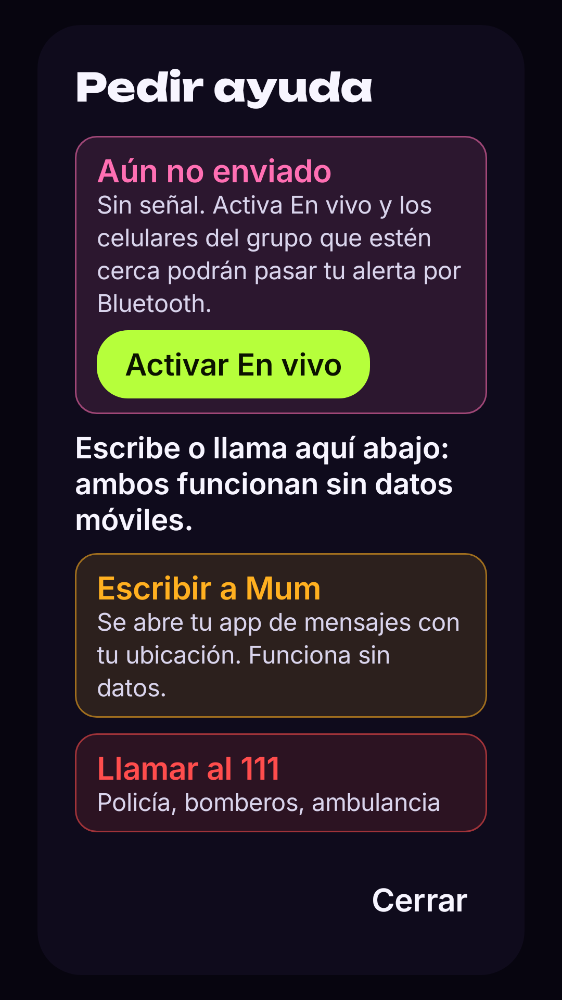 Pedir ayuda
Aún no enviado
Sin señal. Activa En vivo y los
celulares del grupo que estén
cerca podrán pasar tu alerta por
Bluetooth.
Activar En vivo
Escribe o llama aquí abajo:
ambos funcionan sin datos
móviles.
Escribir a Mum
Se abre tu app de mensajes con
tu ubicación. Funciona sin
datos.
Llamar al 111
Policía, bomberos, ambulancia
Cerrar